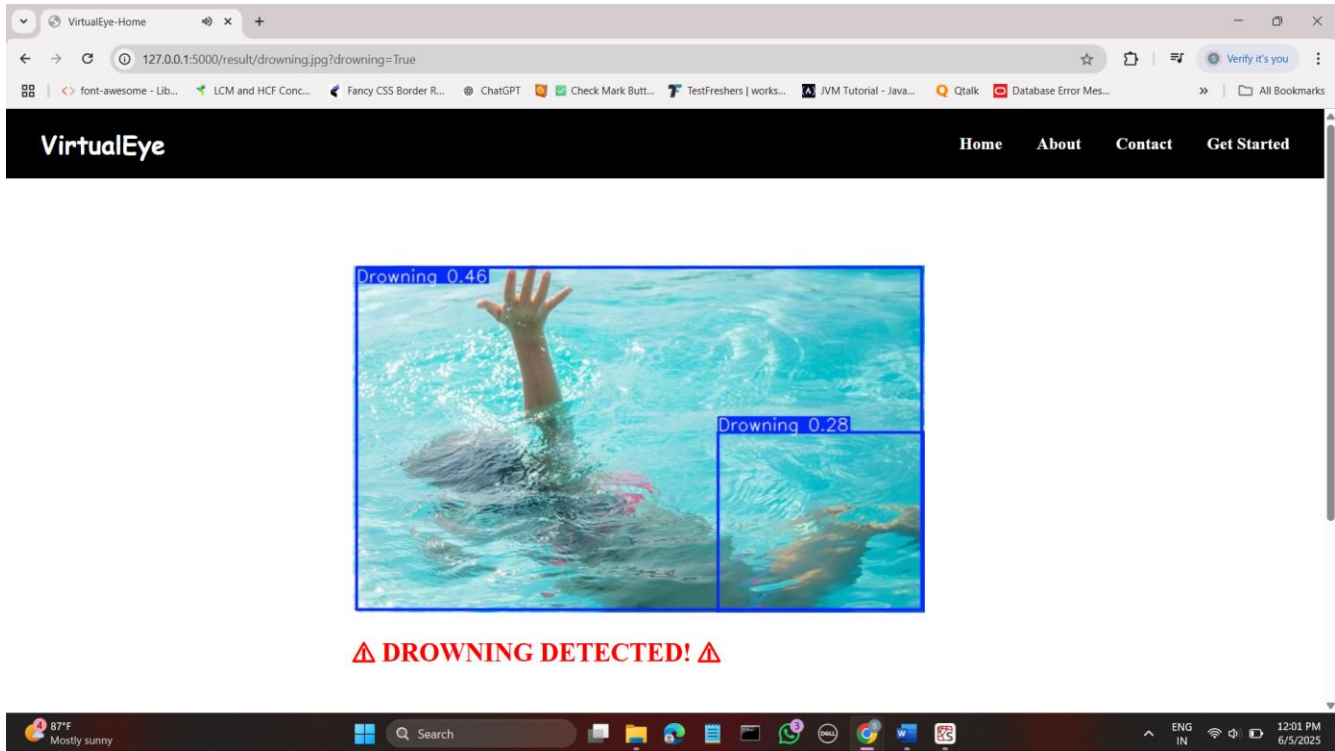 VirtualEye-Home
127.0.0.1:5000/result/drowning.jpg?drowning=True
Verify it's you
font-awesome - Lib...
LCM and HCF Conc...
Fancy CSS Border R...
ChatGPT
Check Mark Butt...
TestFreshers | works...
JVM Tutorial - Java...
Qtalk
Database Error Mes...
All Bookmarks
VirtualEye
Home
About
Contact
Get Started
Drowning 0.46
Drowning 0.28
⚠ DROWNING DETECTED! ⚠
4
87°F
Mostly sunny
Search
3
DELL
ENG
IN
12:01 PM
6/5/2025